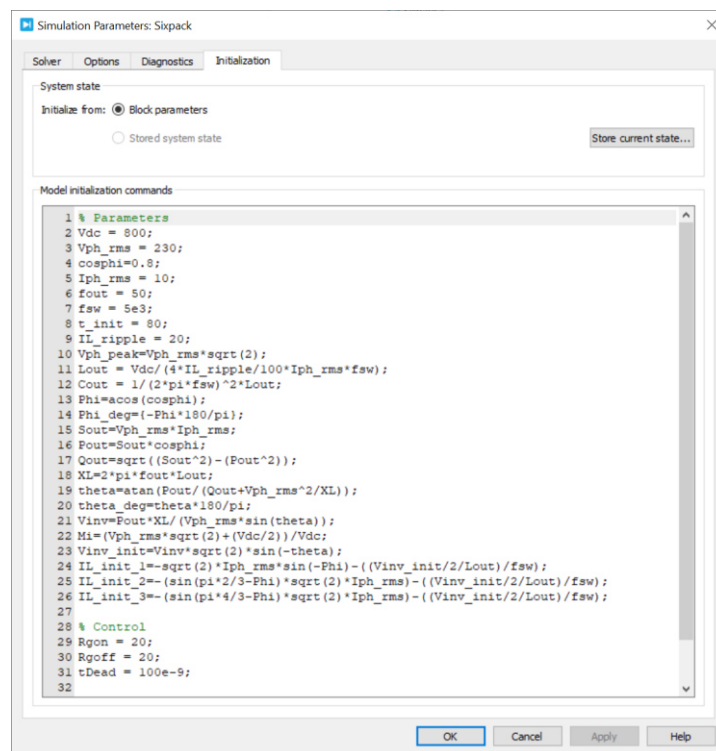 Simulation Parameters: Sixpack
Solver Options Diagnostics Initialization
System state
Initialize from: Block parameters
Stored system state Store current state...
Model initialization commands
1 % Parameters
2 Vdc = 800;
3 Vph_rms = 230;
4 cosphi=0.8;
5 Iph_rms = 10;
6 fout = 50;
7 fsw = 5e3;
8 t_init = 80;
9 IL_ripple = 20;
10 Vph_peak=Vph_rms*sqrt(2);
11 Lout = Vdc/(4*IL_ripple/100*Iph_rms*fsw);
12 Cout = 1/(2*pi*fsw)^2*Lout;
13 Phi=acos(cosphi);
14 Phi_deg={-Phi*180/pi};
15 Sout=Vph_rms*Iph_rms;
16 Pout=Sout*cosphi;
17 Qout=sqrt((Sout^2)-(Pout^2));
18 XL=2*pi*fout*Lout;
19 theta=atan(Pout/(Qout+Vph_rms^2/XL));
20 theta_deg=theta*180/pi;
21 Vinv=Pout*XL/(Vph_rms*sin(theta));
22 Mi=(Vph_rms*sqrt(2)+(Vdc/2))/Vdc;
23 Vinv_init=Vinv*sqrt(2)*sin(-theta);
24 IL_init_1=-sqrt(2)*Iph_rms*sin(-Phi)-((Vinv_init/2/Lout)/fsw);
25 IL_init_2=-(sin(pi*2/3-Phi)*sqrt(2)*Iph_rms)-((Vinv_init/2/Lout)/fsw);
26 IL_init_3=-(sin(pi*4/3-Phi)*sqrt(2)*Iph_rms)-((Vinv_init/2/Lout)/fsw);
27
28 % Control
29 Rgon = 20;
30 Rgoff = 20;
31 tDead = 100e-9;
32
OK Cancel Apply Help